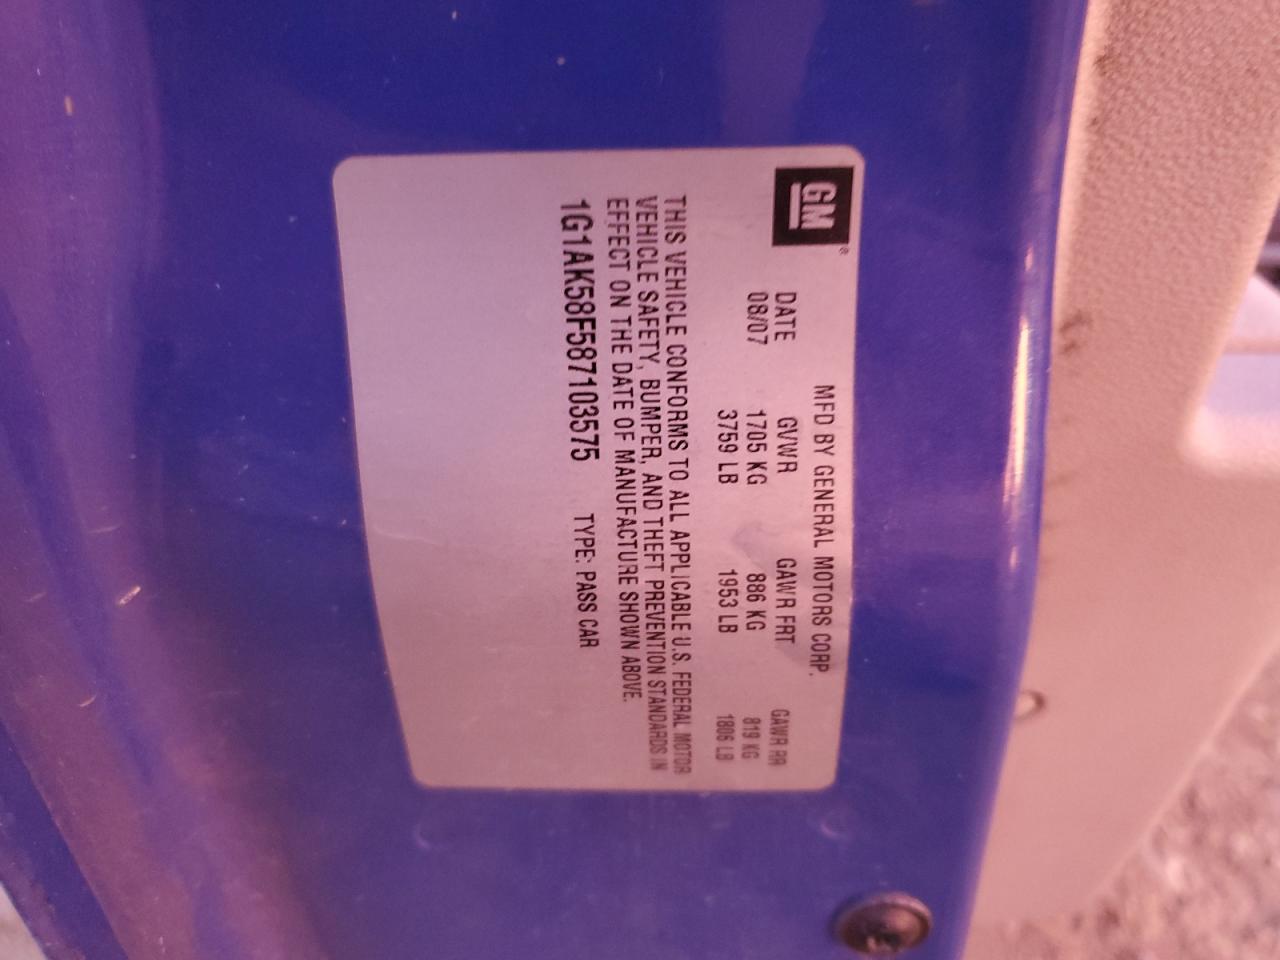 GM®
MFD BY GENERAL MOTORS CORP.
DATE GVWR GAWR FRT GAWR RR
08/07 1705 KG 886 KG 819 KG
3759 LB 1953 LB 1806 LB
THIS VEHICLE CONFORMS TO ALL APPLICABLE U.S. FEDERAL MOTOR
VEHICLE SAFETY, BUMPER, AND THEFT PREVENTION STANDARDS IN
EFFECT ON THE DATE OF MANUFACTURE SHOWN ABOVE.
1G1AK58F587103575 TYPE: PASS CAR